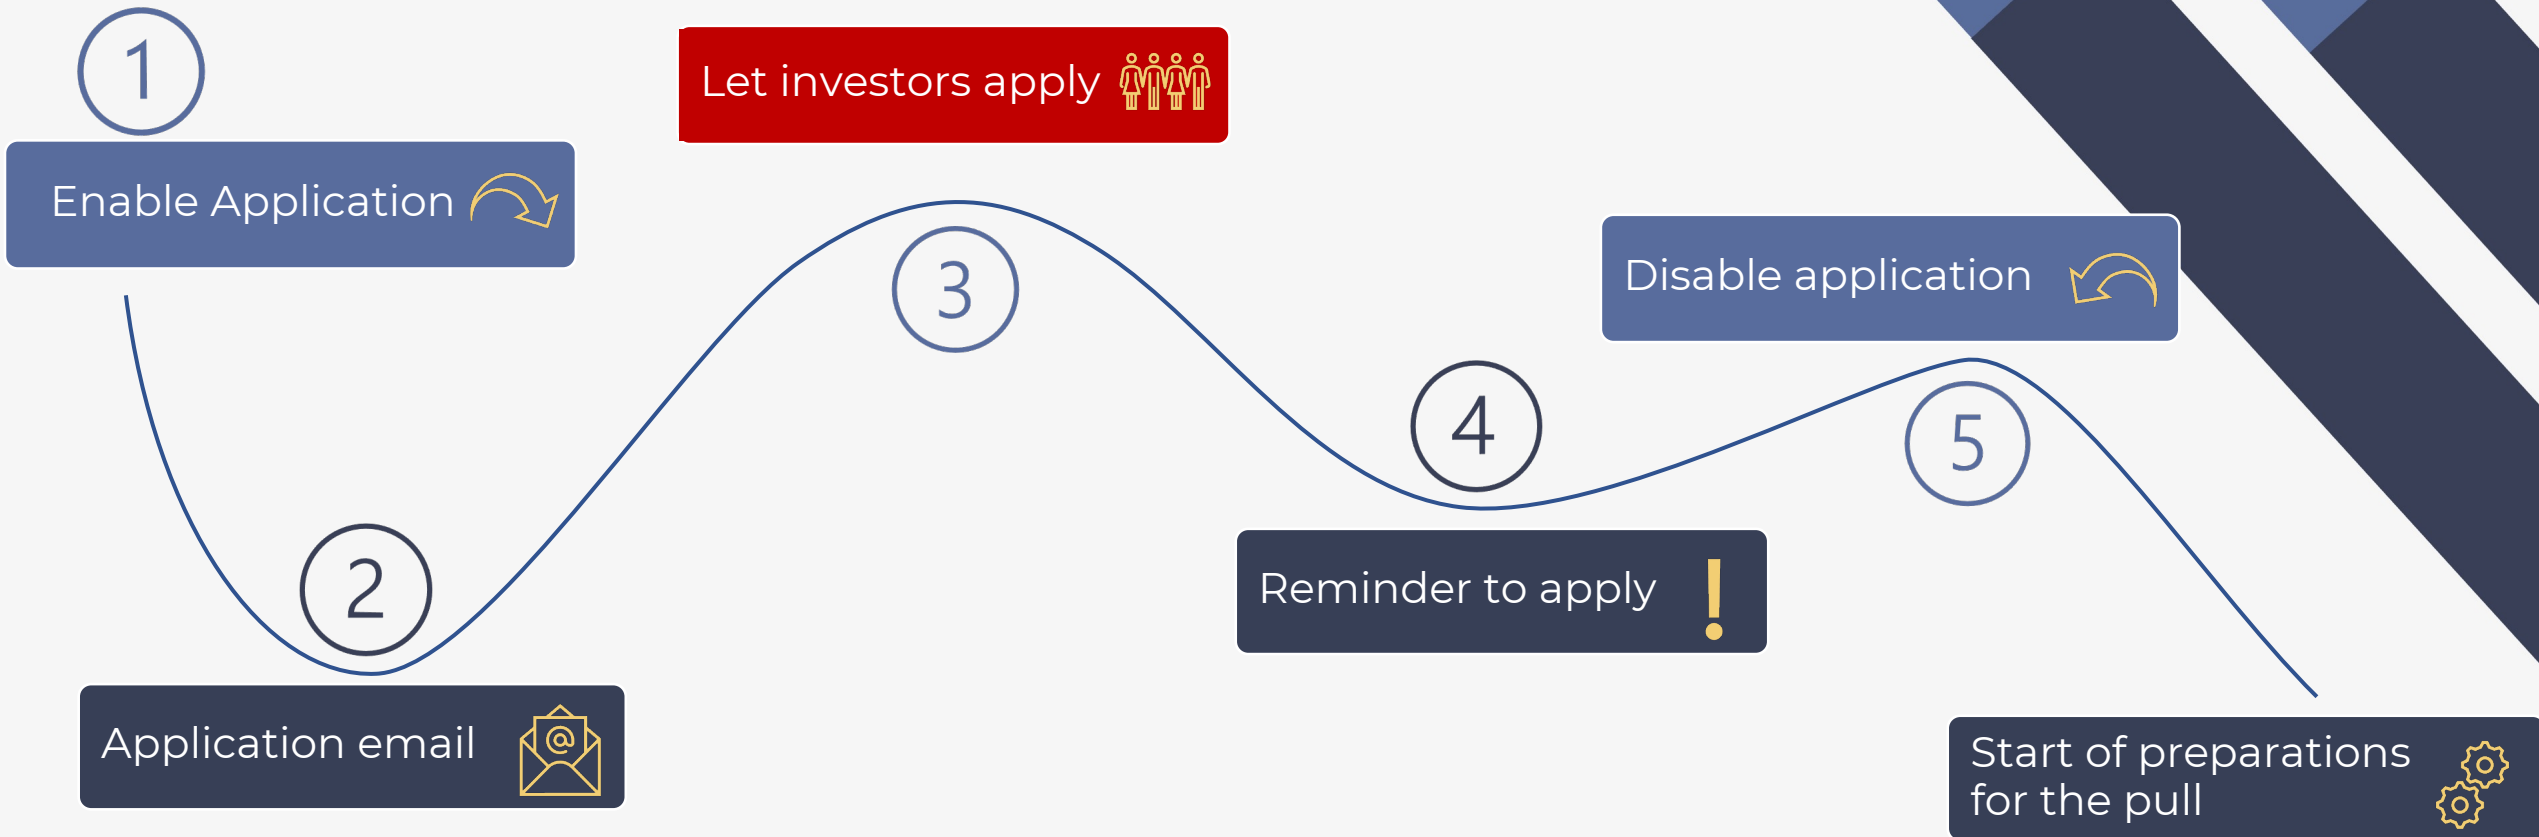 1
Enable Application
2
Application email @
Let investors apply
3
4
Reminder to apply !
Disable application
5
Start of preparations
for the pull